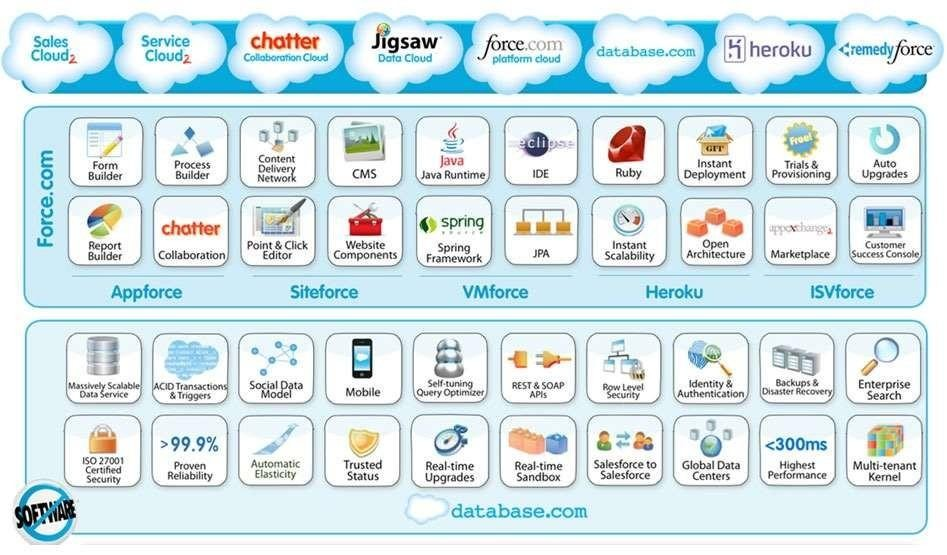 Sales
Cloud2
Service
Cloud2
chatter
Collaboration Cloud
Jigsaw
Data Cloud
force.com
platform cloud
database.com
heroku
remedyforce
Force.com
Form
Builder
Process
Builder
Content
Delivery
Network
CMS
Java
Java Runtime
eclipse
IDE
Ruby
GIT
Instant
Deployment
Free!
Trials &
Provisioning
Auto
Upgrades
Report
Builder
chatter
Collaboration
Point & Click
Editor
Website
Components
spring
source
Spring
Framework
JPA
Instant
Scalability
Open
Architecture
appexchange2
Marketplace
Customer
Success Console
Appforce
Siteforce
VMforce
Heroku
ISVforce
Massively Scalable
Data Service
ACID Transactions
& Triggers
Social Data
Model
Mobile
Self-tuning
Query Optimizer
REST & SOAP
APIs
Row Level
Security
Identity &
Authentication
Backups &
Disaster Recovery
Enterprise
Search
ISO 27001
Certified
Security
>99.9%
Proven
Reliability
Automatic
Elasticity
Trusted
Status
Real-time
Upgrades
Real-time
Sandbox
Salesforce to
Salesforce
Global Data
Centers
<300ms
Highest
Performance
Multi-tenant
Kernel
SOFTWARE
database.com